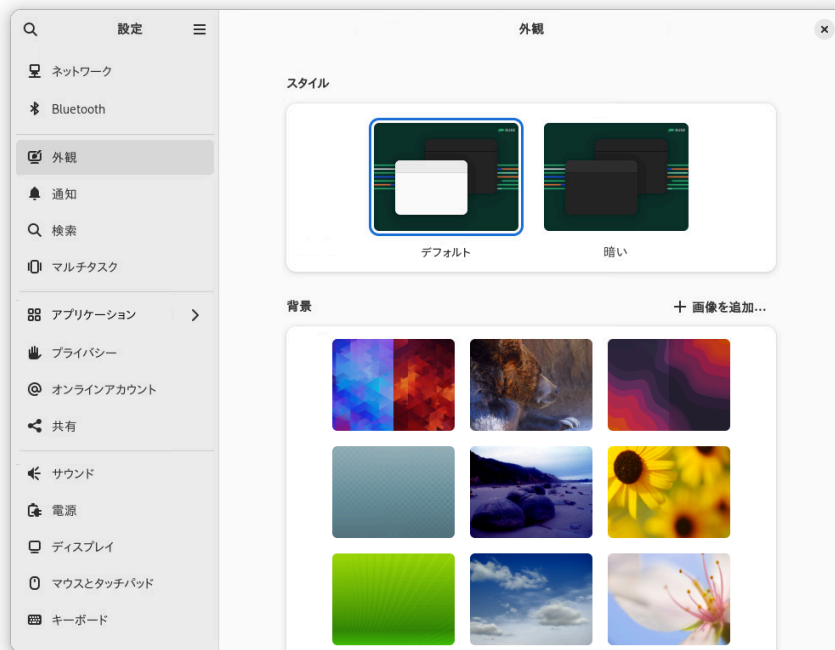 設定
外観
ネットワーク
Bluetooth
外観
通知
検索
マルチタスク
アプリケーション
プライバシー
オンラインアカウント
共有
サウンド
電源
ディスプレイ
マウスとタッチパッド
キーボード
スタイル
デフォルト
暗い
背景
画像を追加...